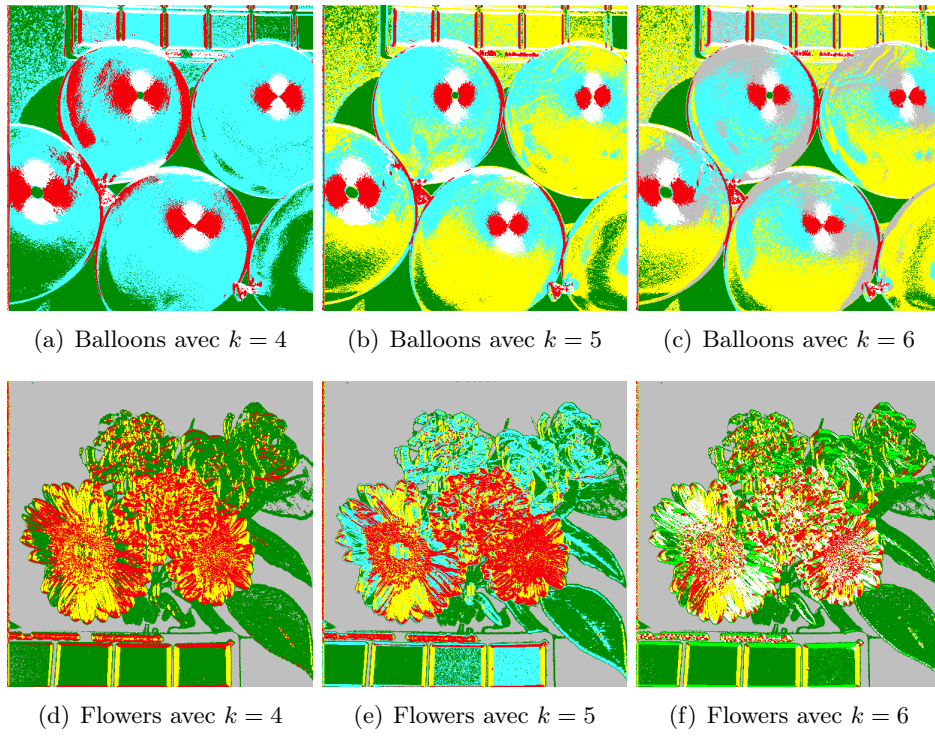 (a) Balloons avec k = 4
(b) Balloons avec k = 5
(c) Balloons avec k = 6
(d) Flowers avec k = 4
(e) Flowers avec k = 5
(f) Flowers avec k = 6